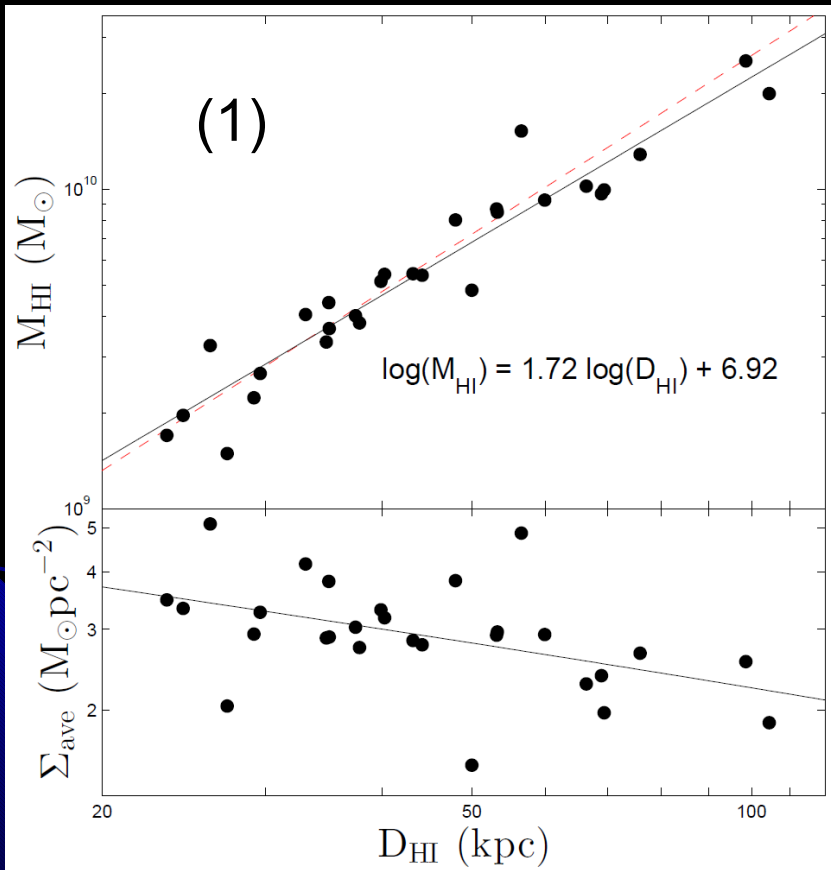 (1)
M_HI (M_⊙)
10^10
10^9
log(M_HI) = 1.72 log(D_HI) + 6.92
Σ_ave (M_⊙pc^−2)
5
4
3
2
20
50
100
D_HI (kpc)